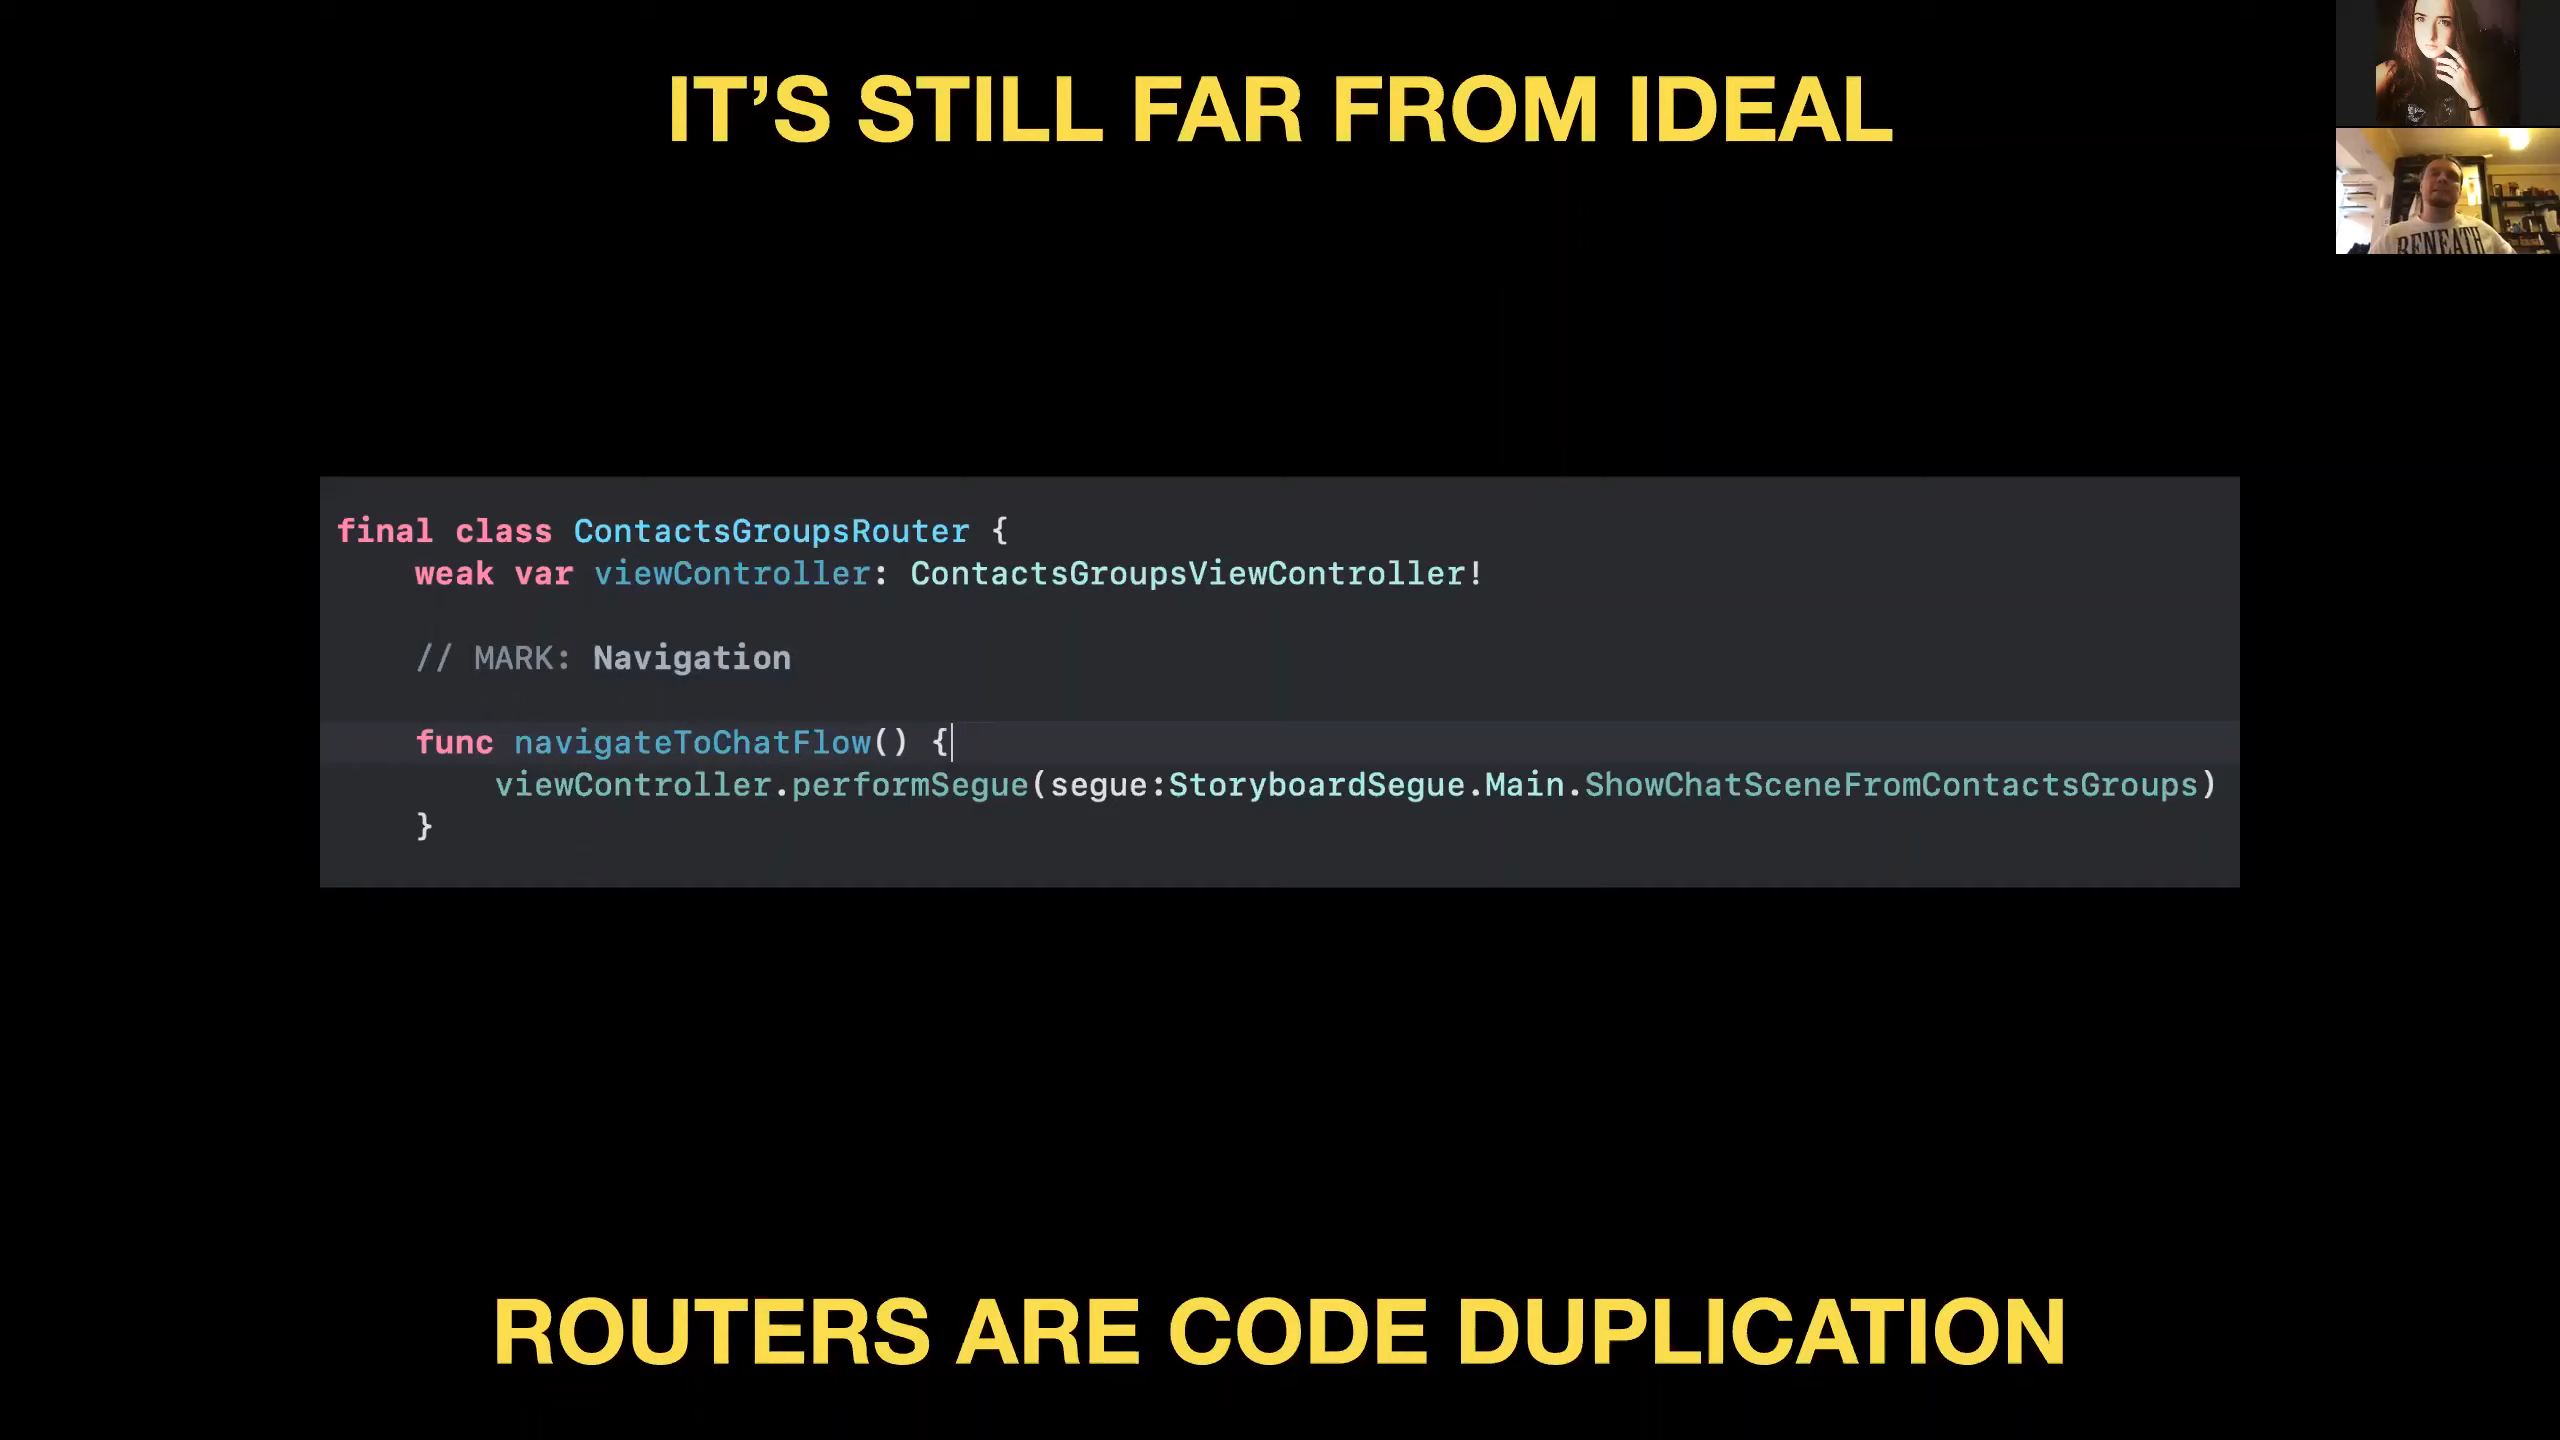 IT’S STILL FAR FROM IDEAL
final class ContactsGroupsRouter {
weak var viewController: ContactsGroupsViewController!
// MARK: Navigation
func navigateToChatFlow() {
viewController.performSegue(segue:StoryboardSegue.Main.ShowChatSceneFromContactsGroups)
}
ROUTERS ARE CODE DUPLICATION
BENEATH